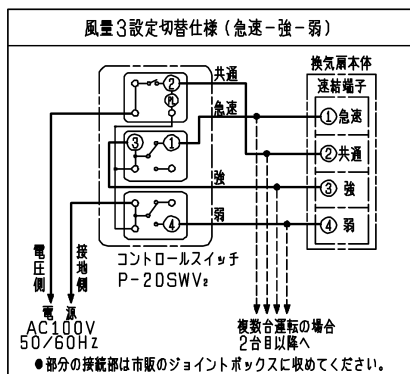 風量3設定切替仕様(急速-強-弱)
換気扇本体
速結端子
共通
急速
強
弱
②
PL
③
①
④
①急速
②共通
③ 強
④ 弱
コントロールスイッチ
P-20SWV₂
電圧側
接地側
電 源
AC100V
50/60Hz
複数台運転の場合
2台目以降へ
●部分の接続部は市販のジョイントボックスに収めてください。